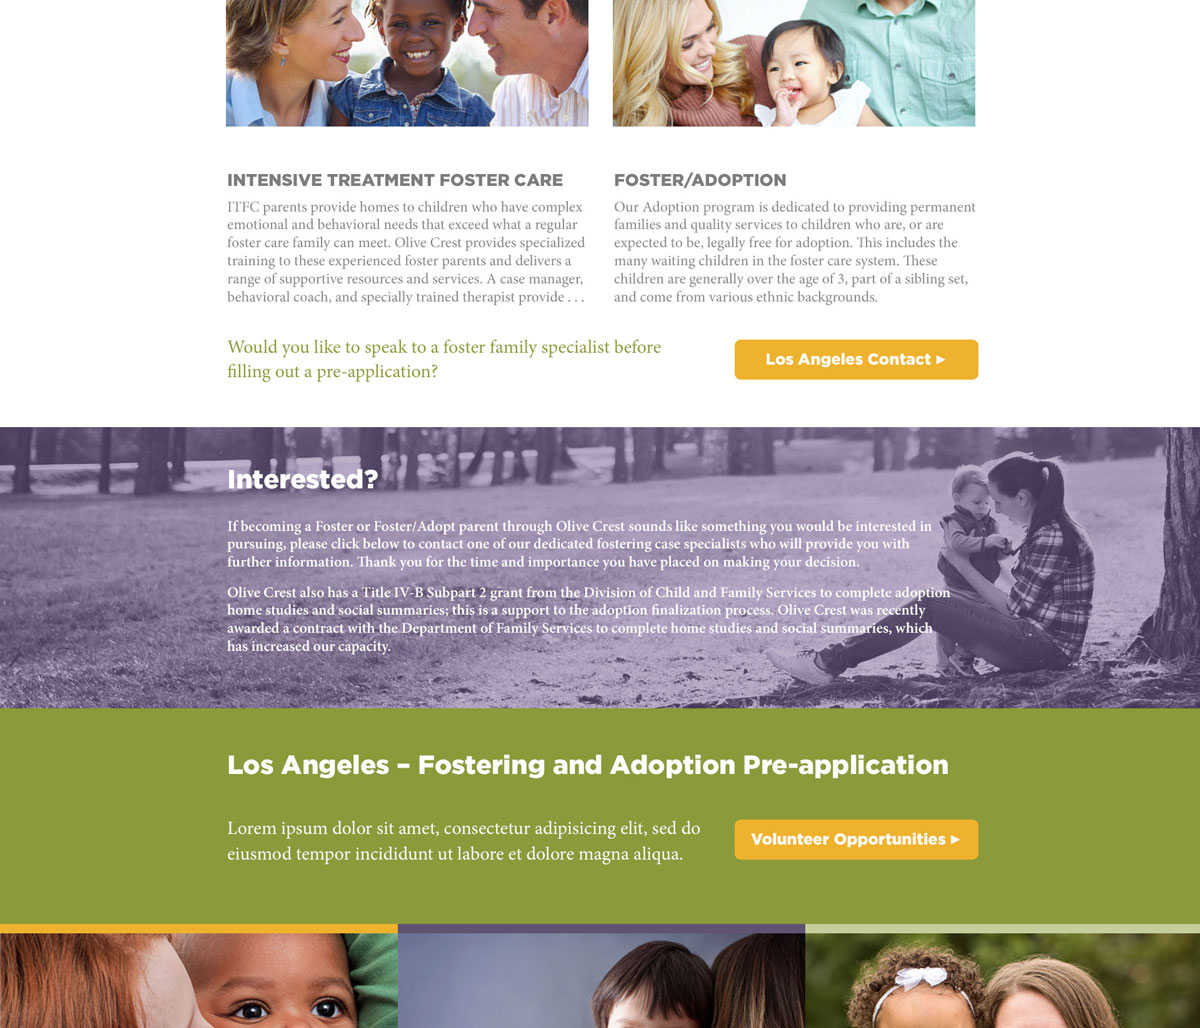 INTENSIVE TREATMENT FOSTER CARE
ITFC parents provide homes to children who have complex
emotional and behavioral needs that exceed what a regular
foster care family can meet. Olive Crest provides specialized
training to these experienced foster parents and delivers a
range of supportive resources and services. A case manager,
behavioral coach, and specially trained therapist provide . . .
FOSTER/ADOPTION
Our Adoption program is dedicated to providing permanent
families and quality services to children who are, or are
expected to be, legally free for adoption. This includes the
many waiting children in the foster care system. These
children are generally over the age of 3, part of a sibling set,
and come from various ethnic backgrounds.
Would you like to speak to a foster family specialist before
filling out a pre-application?
Los Angeles Contact ▸
Interested?
If becoming a Foster or Foster/Adopt parent through Olive Crest sounds like something you would be interested in
pursuing, please click below to contact one of our dedicated fostering case specialists who will provide you with
further information. Thank you for the time and importance you have placed on making your decision.
Olive Crest also has a Title IV-B Subpart 2 grant from the Division of Child and Family Services to complete adoption
home studies and social summaries; this is a support to the adoption finalization process. Olive Crest was recently
awarded a contract with the Department of Family Services to complete home studies and social summaries, which
has increased our capacity.
Los Angeles – Fostering and Adoption Pre-application
Lorem ipsum dolor sit amet, consectetur adipisicing elit, sed do
eiusmod tempor incididunt ut labore et dolore magna aliqua.
Volunteer Opportunities ▸